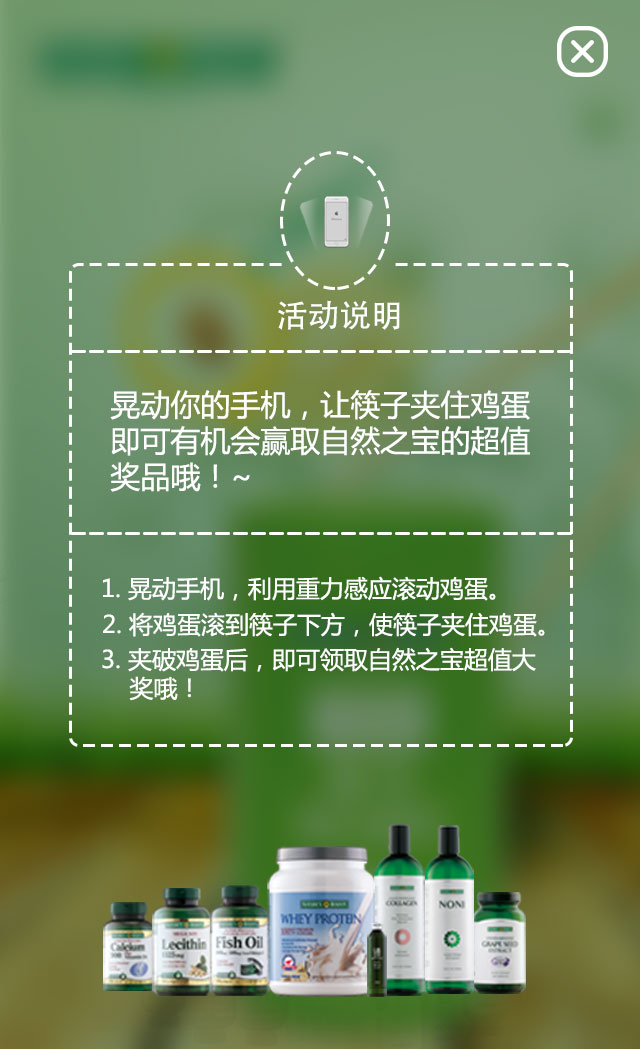 活动说明
晃动你的手机，让筷子夹住鸡蛋
即可有机会赢取自然之宝的超值
奖品哦！~
1. 晃动手机，利用重力感应滚动鸡蛋。
2. 将鸡蛋滚到筷子下方，使筷子夹住鸡蛋。
3. 夹破鸡蛋后，即可领取自然之宝超值大
奖哦！
NATURE'S BOUNTY
WHEY PROTEIN
Calcium
Lecithin
Fish Oil
COLLAGEN
NONI
GRAPE SEED
EXTRACT